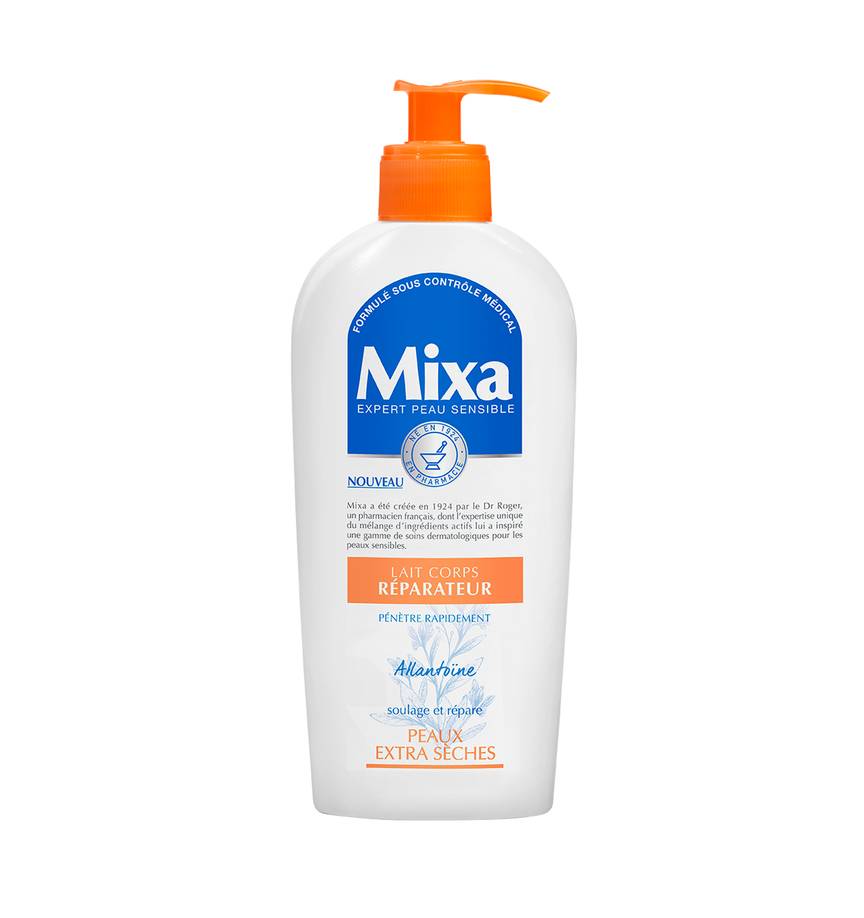 FORMULÉ SOUS CONTRÔLE MÉDICAL
Mixa
EXPERT PEAU SENSIBLE
NÉ EN 1924
EN PHARMACIE
NOUVEAU
Mixa a été créée en 1924 par le Dr Roger,
un pharmacien français, dont l'expertise unique
du mélange d'ingrédients actifs lui a inspiré
une gamme de soins dermatologiques pour les
peaux sensibles.
LAIT CORPS
RÉPARATEUR
PÉNÈTRE RAPIDEMENT
Allantoïne
soulage et répare
PEAUX
EXTRA SÈCHES